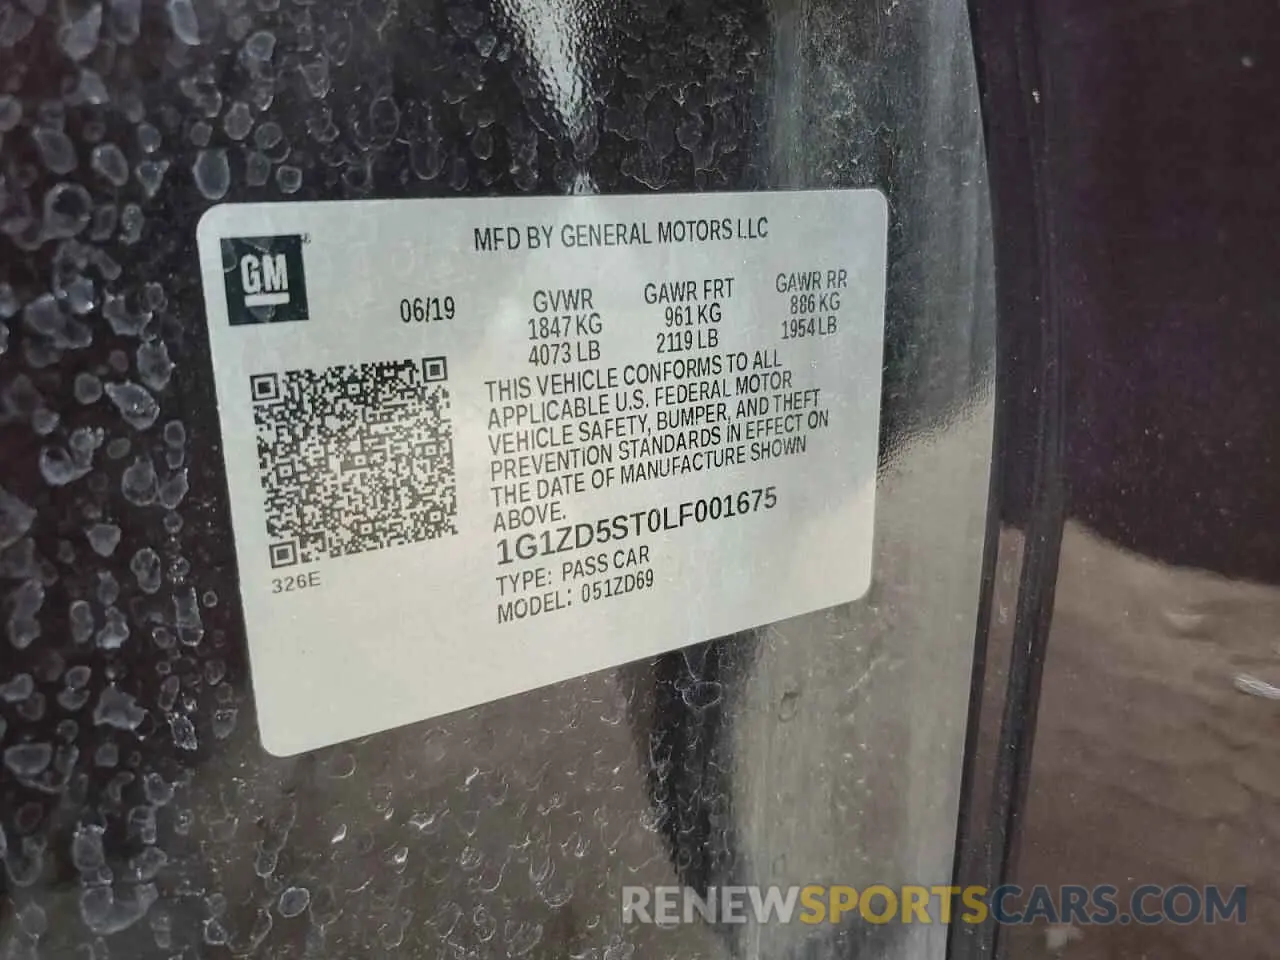 MFD BY GENERAL MOTORS LLC
GM
®
06/19
GVWR
1847 KG
4073 LB
GAWR FRT
961 KG
2119 LB
GAWR RR
886 KG
1954 LB
THIS VEHICLE CONFORMS TO ALL
APPLICABLE U.S. FEDERAL MOTOR
VEHICLE SAFETY, BUMPER, AND THEFT
PREVENTION STANDARDS IN EFFECT ON
THE DATE OF MANUFACTURE SHOWN
ABOVE.
1G1ZD5ST0LF001675
TYPE: PASS CAR
MODEL: 051ZD69
326E
RENEWSPORTSCARS.COM